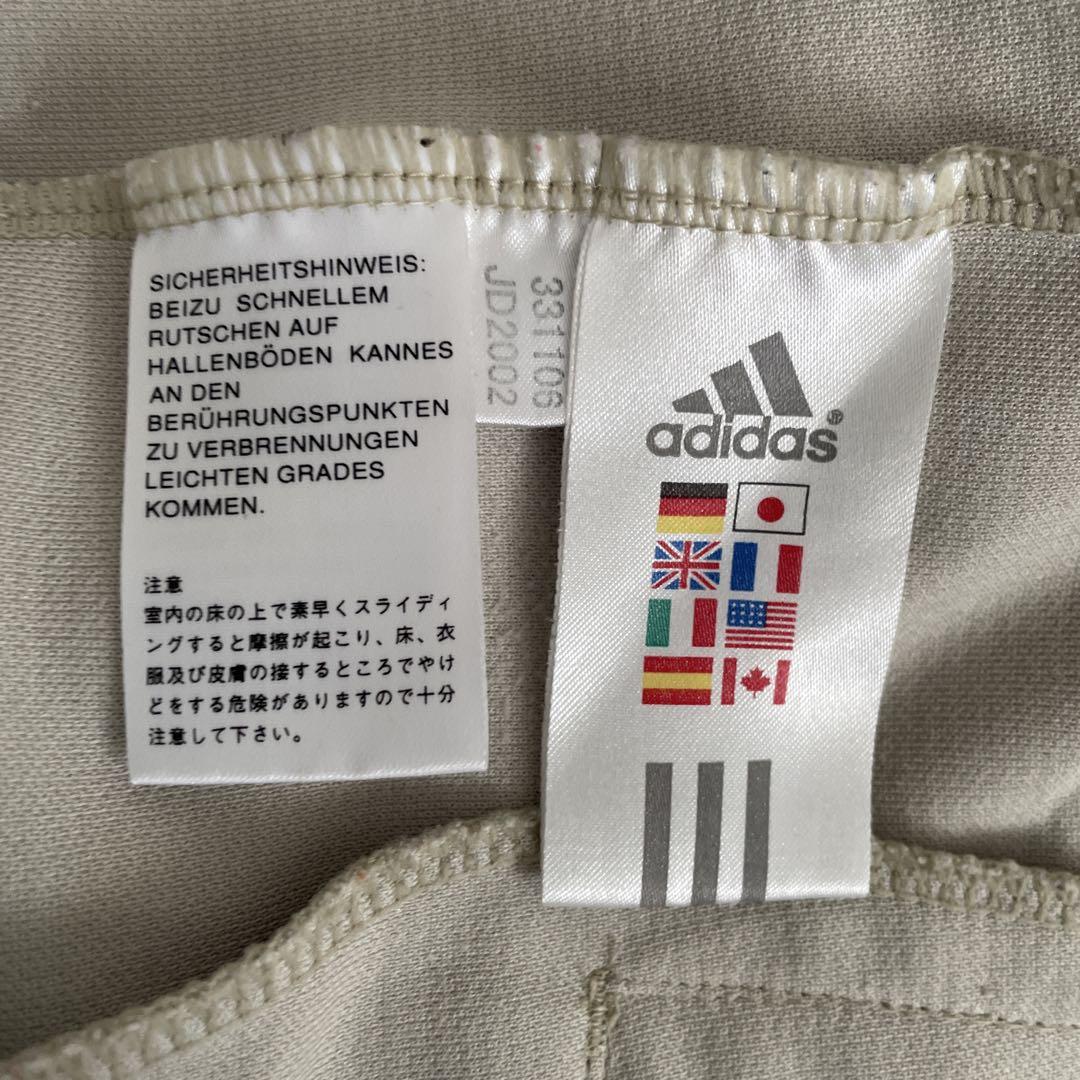 SICHERHEITSHINWEIS:
BEIZU SCHNELLEM
RUTSCHEN AUF
HALLENBÖDEN KANNES
AN DEN
BERÜHRUNGSPUNKTEN
ZU VERBRENNUNGEN
LEICHTEN GRADES
KOMMEN.
注意
室内の床の上で素早くスライディ
ングすると摩擦が起こり、床、衣
服及び皮膚の接するところでやけ
どをする危険がありますので十分
注意して下さい。
331106
JD20002
adidas®